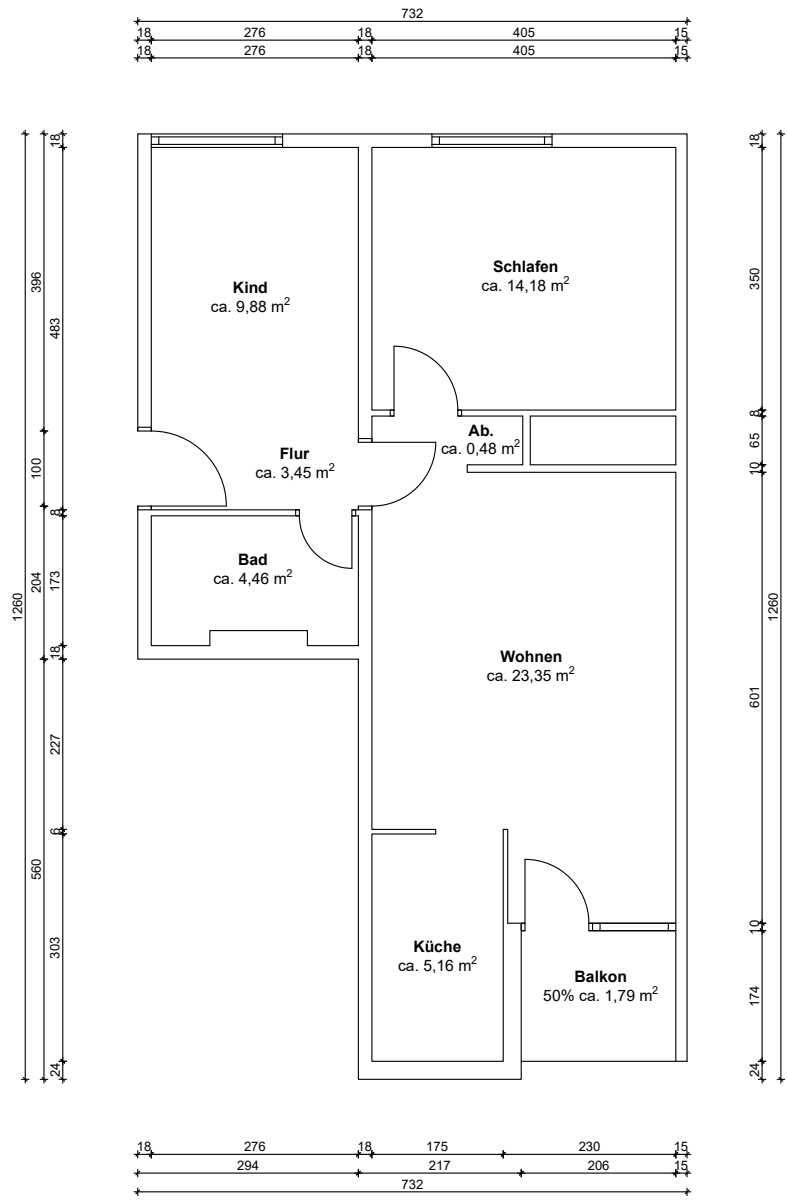 732
18 276 18 405 15
18 276 18 405 15
1260
396
100
204
560
18
483
8
173
18
227
6
303
24
Kind
ca. 9,88 m²
Schlafen
ca. 14,18 m²
Ab.
ca. 0,48 m²
Flur
ca. 3,45 m²
Bad
ca. 4,46 m²
Wohnen
ca. 23,35 m²
Küche
ca. 5,16 m²
Balkon
50% ca. 1,79 m²
18
350
8
65
10
601
10
174
24
1260
18 276 18 175 230 15
294 217 206 15
732